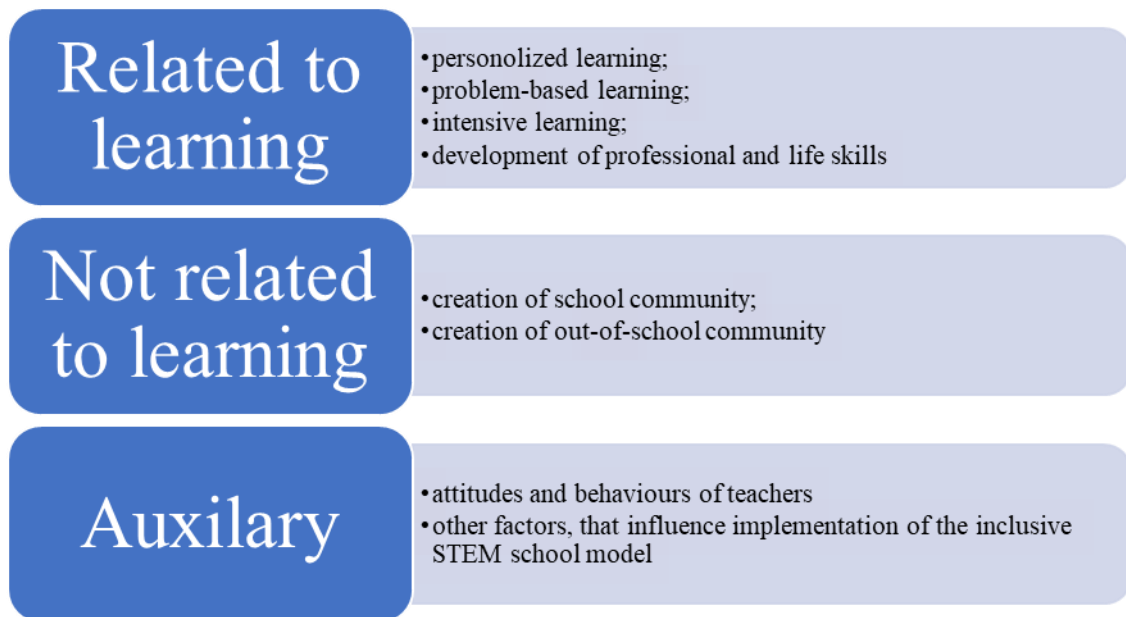 Related to
learning
•personolized learning;
•problem-based learning;
•intensive learning;
•development of professional and life skills
Not related
to learning
•creation of school community;
•creation of out-of-school community
Auxilary
•attitudes and behaviours of teachers
•other factors, that influence implementation of the inclusive
STEM school model